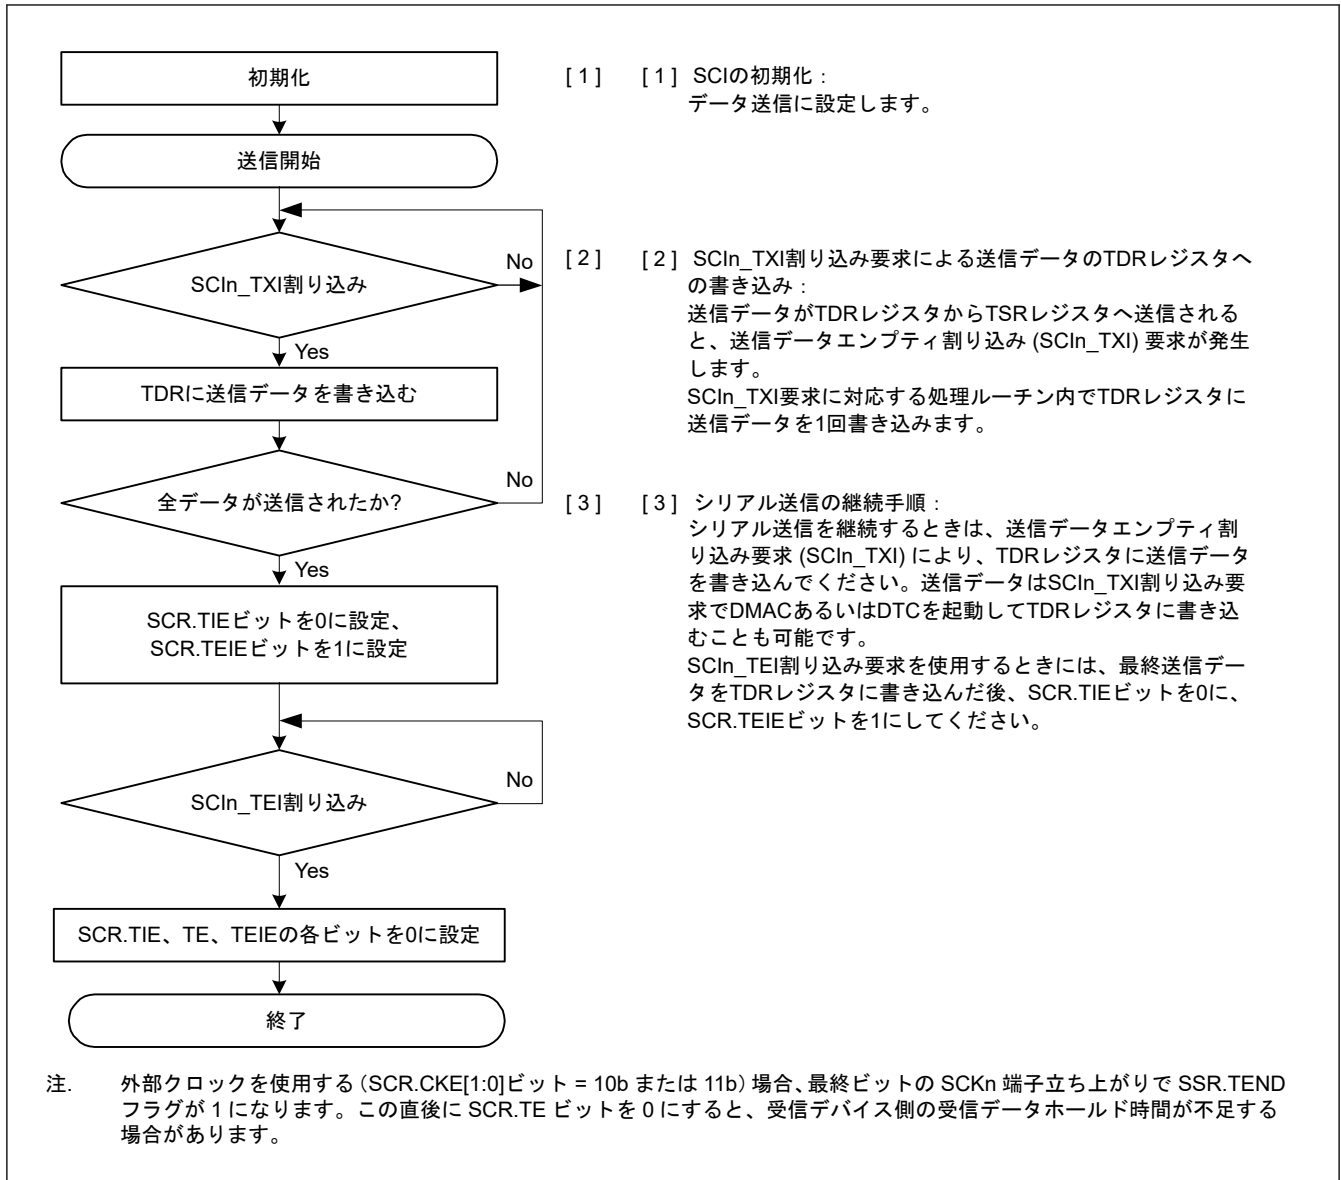 初期化
[ 1 ]
[ 1 ] SCIの初期化：
データ送信に設定します。
送信開始
SCIn_TXI割り込み
No
Yes
[ 2 ]
[ 2 ] SCIn_TXI割り込み要求による送信データのTDRレジスタへ
の書き込み：
送信データがTDRレジスタからTSRレジスタへ送信される
と、送信データエンプティ割り込み (SCIn_TXI) 要求が発生
します。
SCIn_TXI要求に対応する処理ルーチン内でTDRレジスタに
送信データを1回書き込みます。
TDRに送信データを書き込む
全データが送信されたか?
No
Yes
[ 3 ]
[ 3 ] シリアル送信の継続手順：
シリアル送信を継続するときは、送信データエンプティ割
り込み要求 (SCIn_TXI) により、TDRレジスタに送信データ
を書き込んでください。送信データはSCIn_TXI割り込み要
求でDMACあるいはDTCを起動してTDRレジスタに書き込
むことも可能です。
SCIn_TEI割り込み要求を使用するときには、最終送信デー
タをTDRレジスタに書き込んだ後、SCR.TIEビットを0に、
SCR.TEIEビットを1にしてください。
SCR.TIEビットを0に設定、
SCR.TEIEビットを1に設定
SCIn_TEI割り込み
No
Yes
SCR.TIE、TE、TEIEの各ビットを0に設定
終了
注. 外部クロックを使用する（SCR.CKE[1:0]ビット = 10b または 11b）場合、最終ビットの SCKn 端子立ち上がりで SSR.TEND
フラグが 1 になります。この直後に SCR.TE ビットを 0 にすると、受信デバイス側の受信データホールド時間が不足する
場合があります。